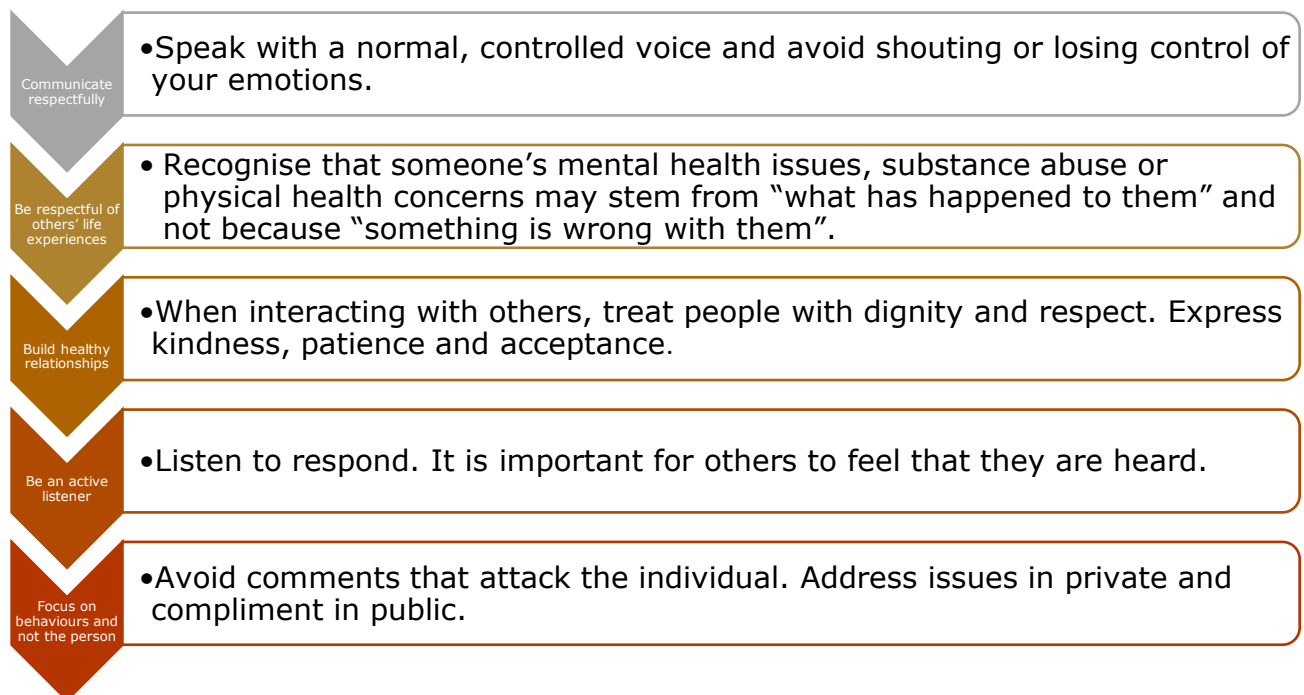 Communicate
respectfully
•Speak with a normal, controlled voice and avoid shouting or losing control of
your emotions.
Be respectful of
others’ life
experiences
• Recognise that someone’s mental health issues, substance abuse or
physical health concerns may stem from “what has happened to them” and
not because “something is wrong with them”.
Build healthy
relationships
•When interacting with others, treat people with dignity and respect. Express
kindness, patience and acceptance.
Be an active
listener
•Listen to respond. It is important for others to feel that they are heard.
Focus on
behaviours and
not the person
•Avoid comments that attack the individual. Address issues in private and
compliment in public.